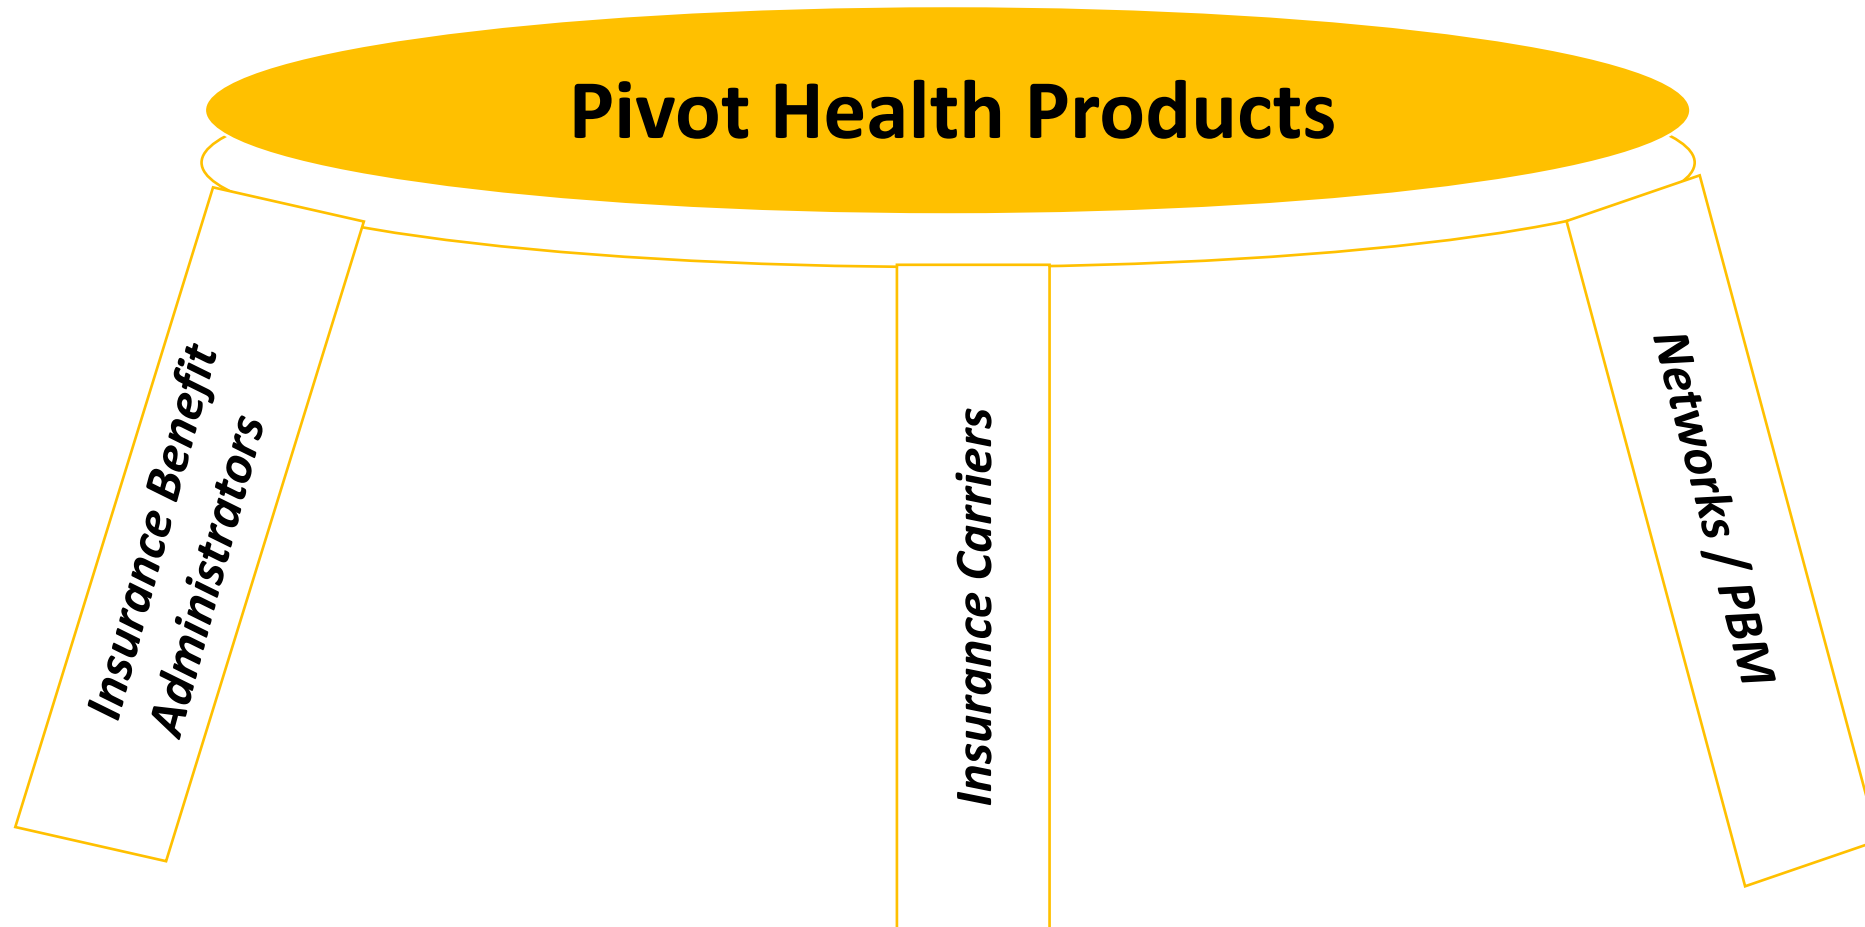 Pivot Health Products
Insurance Benefit
Administrators
Insurance Carriers
Networks / PBM